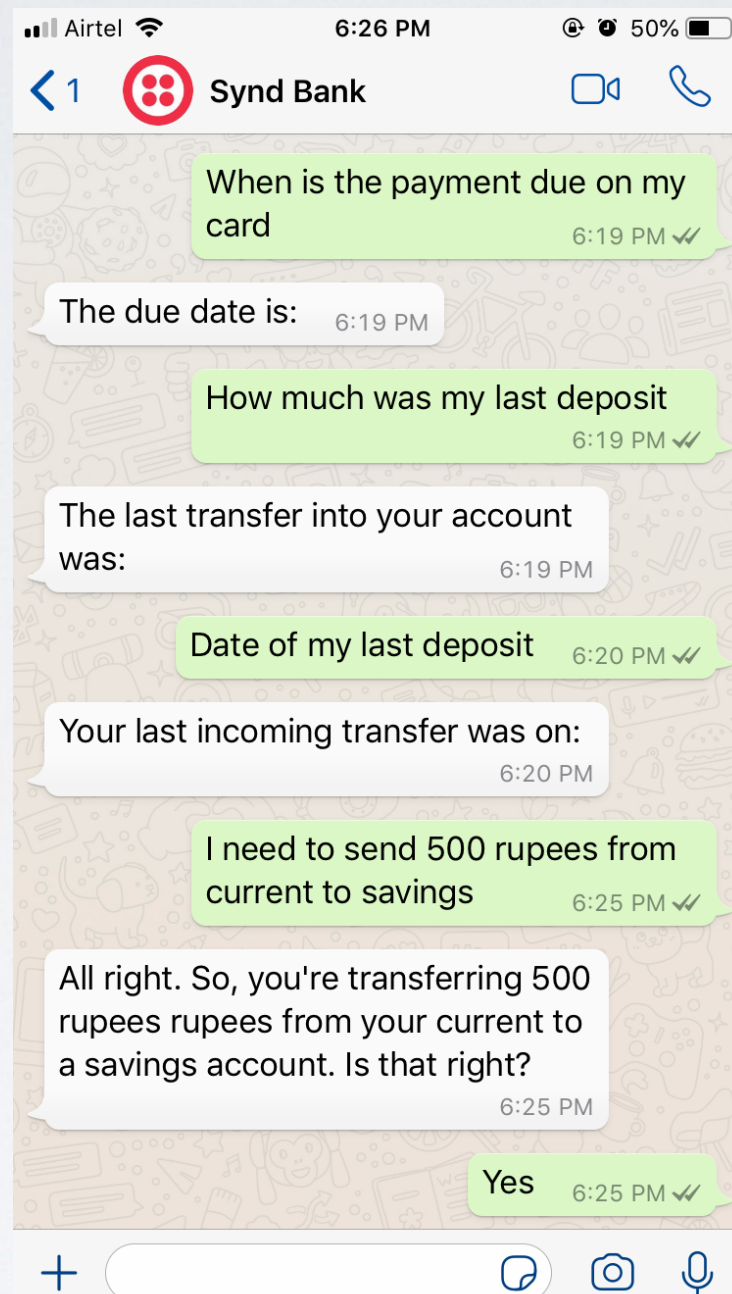 Airtel 6:26 PM 50%
1 Synd Bank
When is the payment due on my
card 6:19 PM
The due date is: 6:19 PM
How much was my last deposit
6:19 PM
The last transfer into your account
was: 6:19 PM
Date of my last deposit 6:20 PM
Your last incoming transfer was on:
6:20 PM
I need to send 500 rupees from
current to savings 6:25 PM
All right. So, you're transferring 500
rupees rupees from your current to
a savings account. Is that right?
6:25 PM
Yes 6:25 PM